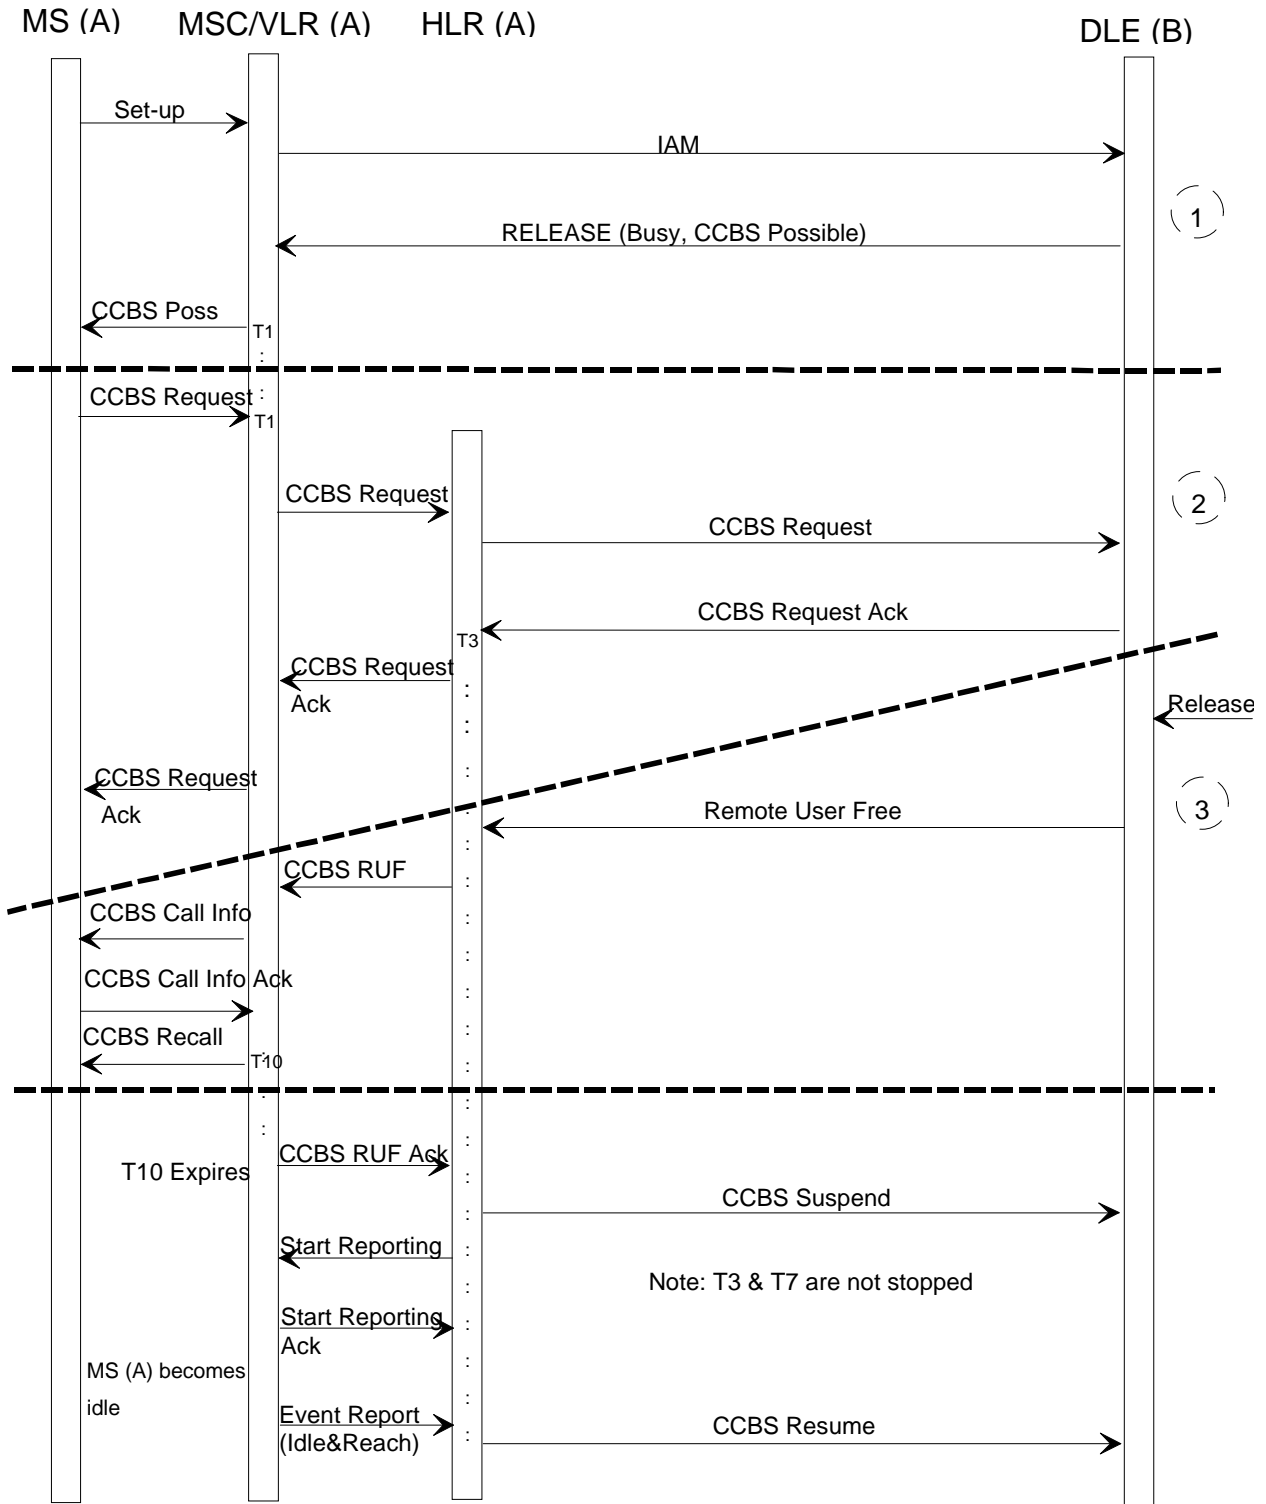 MS (A)
MSC/VLR (A)
HLR (A)
DLE (B)
Set-up
IAM
1
RELEASE (Busy, CCBS Possible)
CCBS Poss
T1
:
:
CCBS Request
T1
CCBS Request
2
CCBS Request
CCBS Request Ack
T3
CCBS Request
Ack
Release
CCBS Request
Ack
3
Remote User Free
CCBS RUF
CCBS Call Info
CCBS Call Info Ack
CCBS Recall
T10
T10 Expires
CCBS RUF Ack
CCBS Suspend
Start Reporting
Note: T3 & T7 are not stopped
Start Reporting
Ack
MS (A) becomes
idle
Event Report
(Idle&Reach)
CCBS Resume